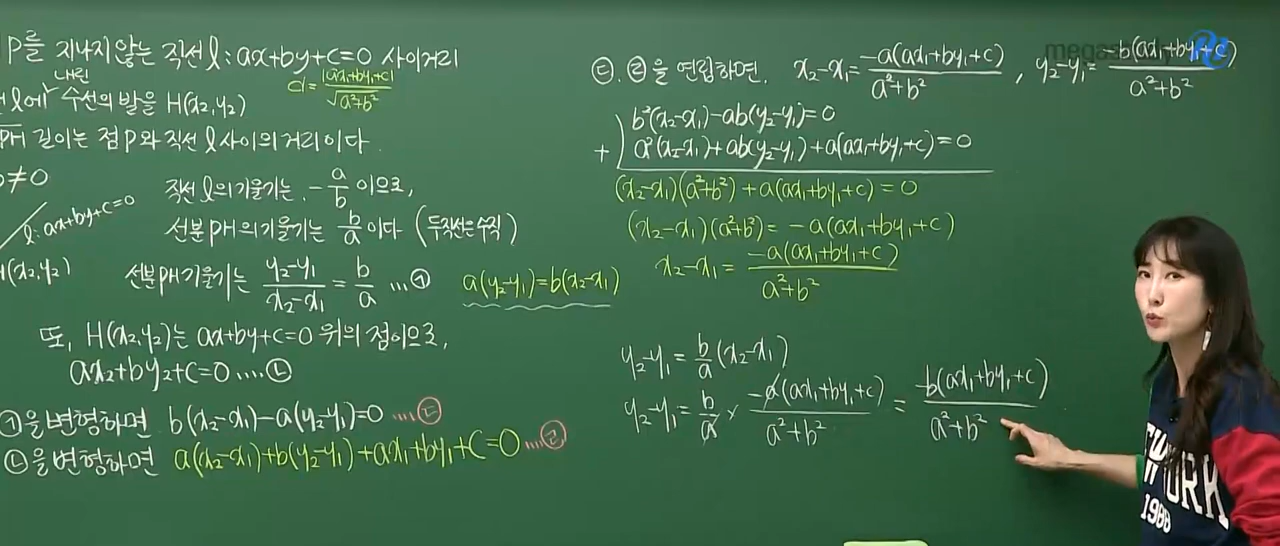 P를 지나지 않는 직선 l : ax+by+c=0 사이거리
내린
l에 수선의 발을 H(x₂,y₂)
d=|ax₁+by₁+c|/√(a²+b²)
PH 길이는 점P와 직선 l 사이의 거리이다.
≠0
l: ax+by+c=0
직선 l의 기울기는 -a/b 이므로,
선분PH의 기울기는 b/a 이다 (두직선은 수직)
H(x₂,y₂)
선분PH기울기는 (y₂-y₁)/(x₂-x₁) = b/a ...㉠ a(y₂-y₁)=b(x₂-x₁)
또, H(x₂,y₂)는 ax+by+c=0 위의 점이므로,
ax₂+by₂+c=0 ....㉡
㉠을 변형하면 b(x₂-x₁)-a(y₂-y₁)=0 ....㉢
㉡을 변형하면 a(x₂-x₁)+b(y₂-y₁)+ax₁+by₁+c=0 ....㉣
㉢, ㉣을 연립하면. x₂-x₁= -a(ax₁+by₁+c)/(a²+b²) , y₂-y₁= -b(ax₁+by₁+c)/(a²+b²)
b²(x₂-x₁)-ab(y₂-y₁)=0
+) a²(x₂-x₁)+ab(y₂-y₁)+a(ax₁+by₁+c)=0
(x₂-x₁)(a²+b²)+a(ax₁+by₁+c)=0
(x₂-x₁)(a²+b²)= -a(ax₁+by₁+c)
x₂-x₁= -a(ax₁+by₁+c)/(a²+b²)
y₂-y₁= b/a (x₂-x₁)
y₂-y₁= b/a × -a(ax₁+by₁+c)/(a²+b²) = -b(ax₁+by₁+c)/(a²+b²)
megastudy
NEW YORK
1988